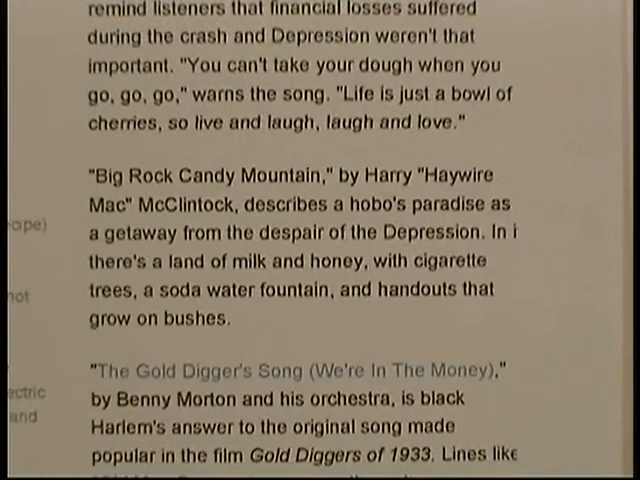 remind listeners that financial losses suffered
during the crash and Depression weren't that
important. "You can't take your dough when you
go, go, go," warns the song. "Life is just a bowl of
cherries, so live and laugh, laugh and love."
"Big Rock Candy Mountain," by Harry "Haywire
Mac" McClintock, describes a hobo's paradise as
a getaway from the despair of the Depression. In i
there's a land of milk and honey, with cigarette
trees, a soda water fountain, and handouts that
grow on bushes.
"The Gold Digger's Song (We're In The Money),"
by Benny Morton and his orchestra, is black
Harlem's answer to the original song made
popular in the film Gold Diggers of 1933. Lines like
cipe)
not
ectric
and